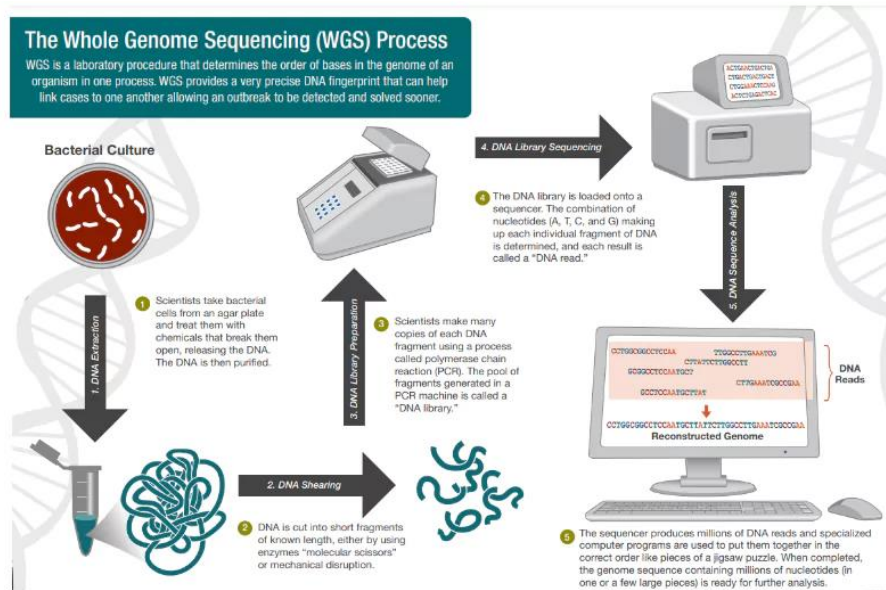 The Whole Genome Sequencing (WGS) Process
WGS is a laboratory procedure that determines the order of bases in the genome of an
organism in one process. WGS provides a very precise DNA fingerprint that can help
link cases to one another allowing an outbreak to be detected and solved sooner.
Bacterial Culture
1. DNA Extraction
1 Scientists take bacterial
cells from an agar plate
and treat them with
chemicals that break them
open, releasing the DNA.
The DNA is then purified.
2. DNA Shearing
2 DNA is cut into short fragments
of known length, either by using
enzymes “molecular scissors”
or mechanical disruption.
3. DNA Library Preparation
3 Scientists make many
copies of each DNA
fragment using a process
called polymerase chain
reaction (PCR). The pool of
fragments generated in a
PCR machine is called a
“DNA library.”
4. DNA Library Sequencing
4 The DNA library is loaded onto a
sequencer. The combination of
nucleotides (A, T, C, and G) making
up each individual fragment of DNA
is determined, and each result is
called a “DNA read.”
5. DNA Sequence Analysis
CCTGGCGGCCTCCAA TTGGCCTTGAAATCG
CTTATTCTTGGCCTT
GCGGCCTCCAATGCT
CTTGAAATCGCCGAA
GCCTCCAATGCTTAT
DNA
Reads
CCTGGCGGCCTCCAATGCTTATTCTTGGCCTTGAAATCGCCGAA
Reconstructed Genome
5 The sequencer produces millions of DNA reads and specialized
computer programs are used to put them together in the
correct order like pieces of a jigsaw puzzle. When completed,
the genome sequence containing millions of nucleotides (in
one or a few large pieces) is ready for further analysis.